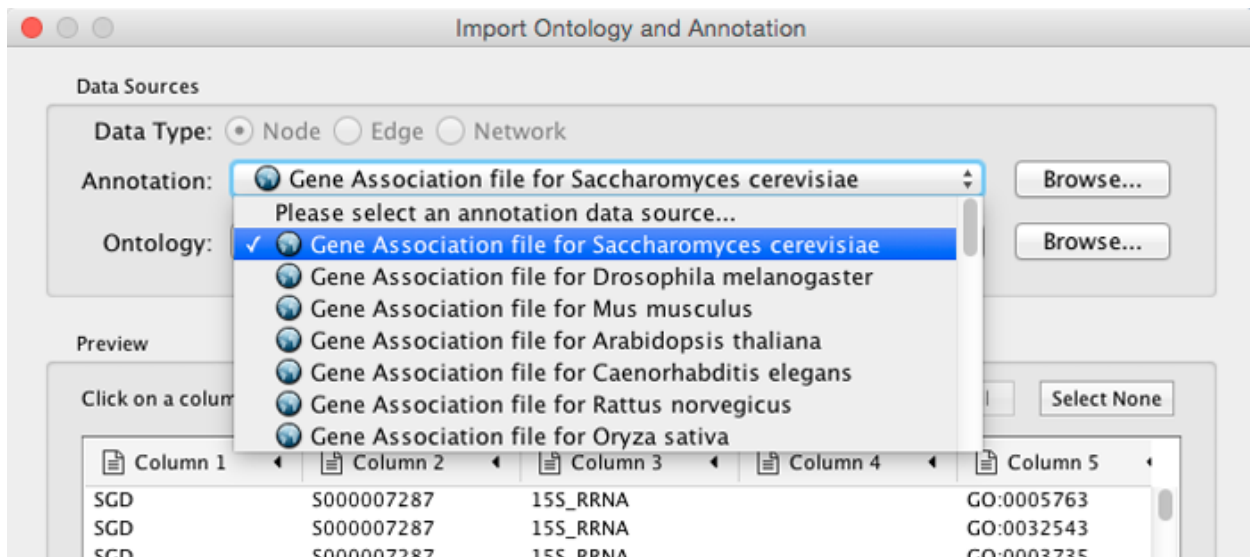 Import Ontology and Annotation
Data Sources
Data Type: Node Edge Network
Annotation: Gene Association file for Saccharomyces cerevisiae Browse...
Please select an annotation data source...
Ontology: ✓ Gene Association file for Saccharomyces cerevisiae Browse...
Gene Association file for Drosophila melanogaster
Gene Association file for Mus musculus
Preview
Gene Association file for Arabidopsis thaliana
Gene Association file for Caenorhabditis elegans
Click on a colum Gene Association file for Rattus norvegicus Select None
Gene Association file for Oryza sativa
Column 1 Column 2 Column 3 Column 4 Column 5
SGD S000007287 15S_RRNA GO:0005763
SGD S000007287 15S_RRNA GO:0032543
SGD S000007287 15S_RRNA GO:0003735